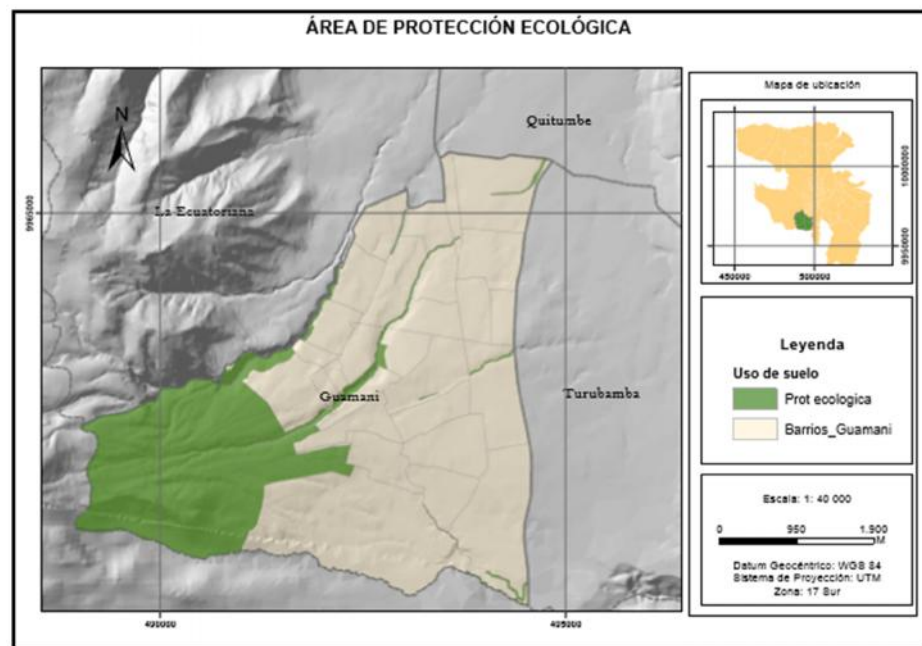 ÁREA DE PROTECCIÓN ECOLÓGICA
N
Quitumbe
La Ecuatoriana
Guamani
Turubamba
9965000
490000
495000
Mapa de ubicación
10000000
9950000
450000
500000
Leyenda
Uso de suelo
Prot ecologica
Barrios_Guamani
Escala: 1: 40 000
0 950 1.900
M
Datum Geocéntrico: WGS 84
Sistema de Proyección: UTM
Zona: 17 Sur